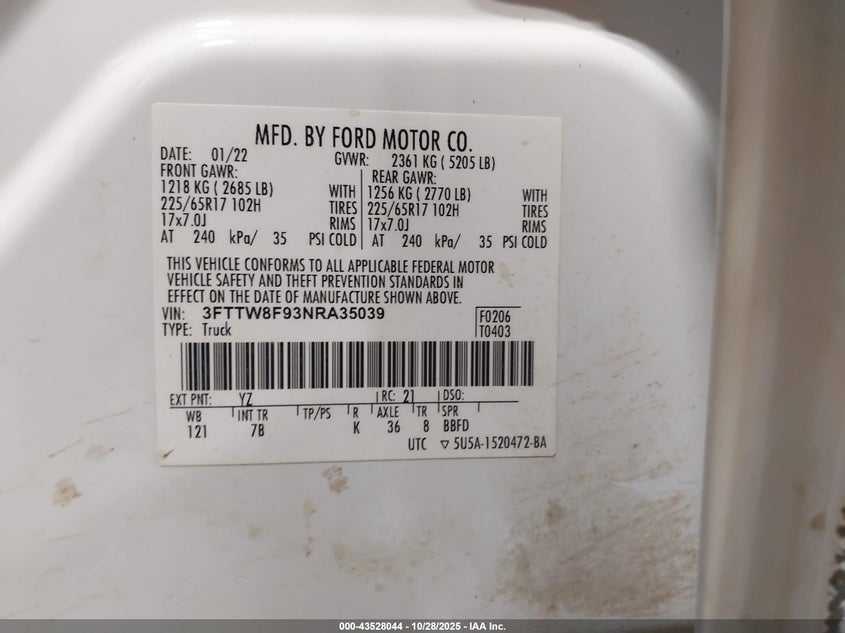 MFD. BY FORD MOTOR CO.
DATE: 01/22 GVWR: 2361 KG ( 5205 LB)
FRONT GAWR: REAR GAWR:
1218 KG ( 2685 LB) WITH 1256 KG ( 2770 LB) WITH
225/65R17 102H TIRES 225/65R17 102H TIRES
17x7.0J RIMS 17x7.0J RIMS
AT 240 kPa/ 35 PSI COLD AT 240 kPa/ 35 PSI COLD
THIS VEHICLE CONFORMS TO ALL APPLICABLE FEDERAL MOTOR
VEHICLE SAFETY AND THEFT PREVENTION STANDARDS IN
EFFECT ON THE DATE OF MANUFACTURE SHOWN ABOVE.
VIN: 3FTTW8F93NRA35039 F0206
TYPE: Truck T0403
EXT PNT: YZ RC: 21 DSO:
WB INT TR TP/PS R AXLE TR SPR
121 7B K 36 8 BBFD
UTC ▽ 5U5A-1520472-BA
000-43528044 - 10/28/2025 - IAA Inc.